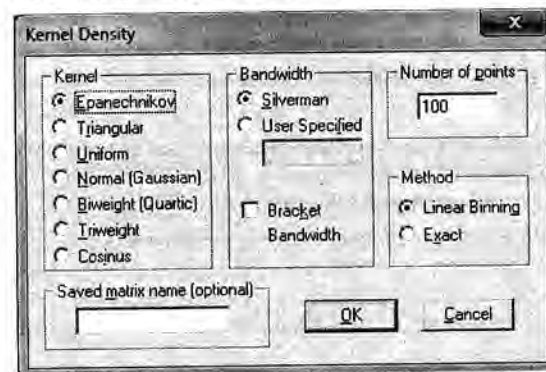 Kernel Density
X
Kernel
Epanechnikov
Triangular
Uniform
Normal (Gaussian)
Biweight (Quartic)
Triweight
Cosinus
Bandwidth
Silverman
User Specified
Bracket
Bandwidth
Number of points
100
Method
Linear Binning
Exact
Saved matrix name (optional)
OK
Cancel